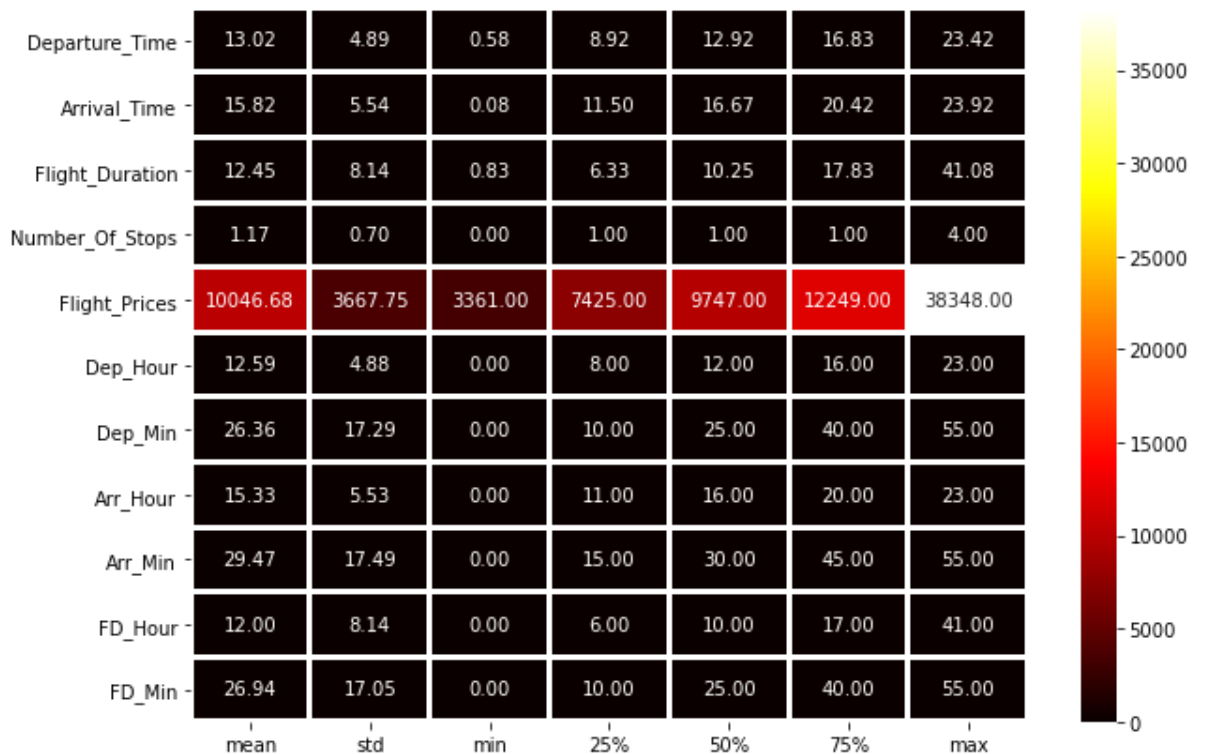 Departure_Time 13.02 4.89 0.58 8.92 12.92 16.83 23.42
Arrival_Time 15.82 5.54 0.08 11.50 16.67 20.42 23.92
Flight_Duration 12.45 8.14 0.83 6.33 10.25 17.83 41.08
Number_Of_Stops 1.17 0.70 0.00 1.00 1.00 1.00 4.00
Flight_Prices 10046.68 3667.75 3361.00 7425.00 9747.00 12249.00 38348.00
Dep_Hour 12.59 4.88 0.00 8.00 12.00 16.00 23.00
Dep_Min 26.36 17.29 0.00 10.00 25.00 40.00 55.00
Arr_Hour 15.33 5.53 0.00 11.00 16.00 20.00 23.00
Arr_Min 29.47 17.49 0.00 15.00 30.00 45.00 55.00
FD_Hour 12.00 8.14 0.00 6.00 10.00 17.00 41.00
FD_Min 26.94 17.05 0.00 10.00 25.00 40.00 55.00
mean std min 25% 50% 75% max
35000
30000
25000
20000
15000
10000
5000
0